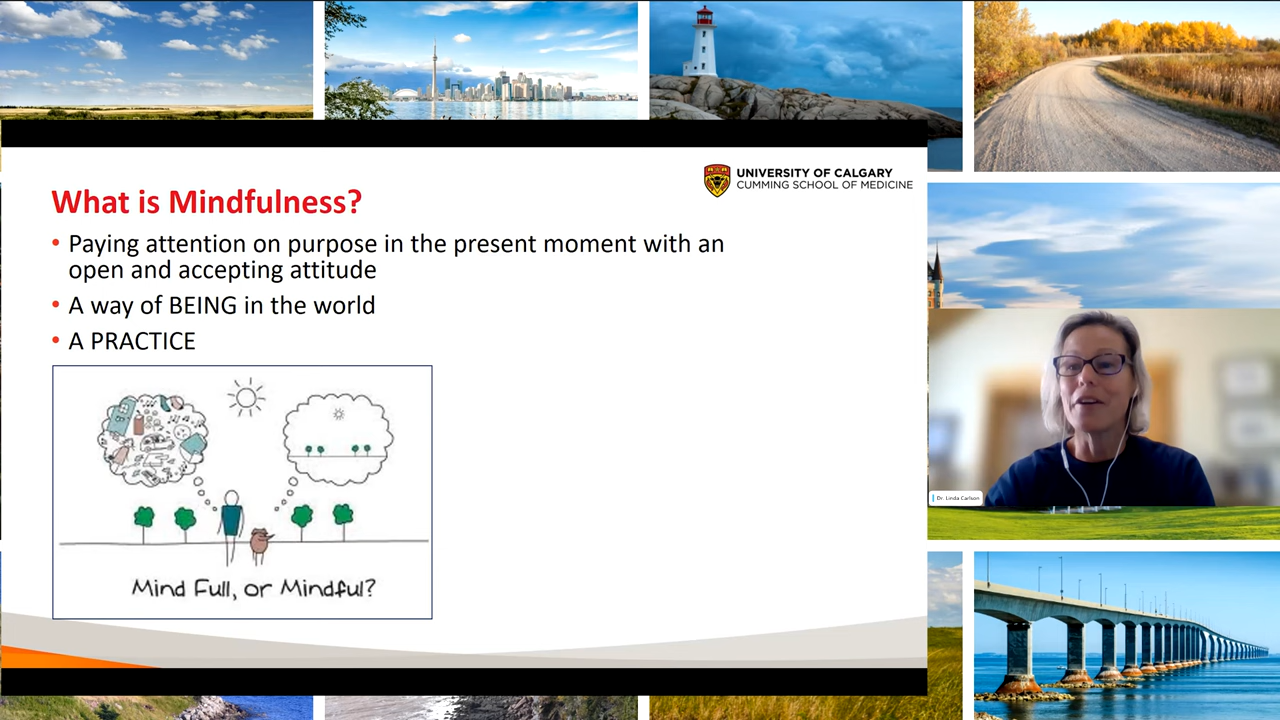 UNIVERSITY OF CALGARY
CUMMING SCHOOL OF MEDICINE
What is Mindfulness?
• Paying attention on purpose in the present moment with an
open and accepting attitude
• A way of BEING in the world
• A PRACTICE
Mind Full, or Mindful?
Dr. Linda Carlson